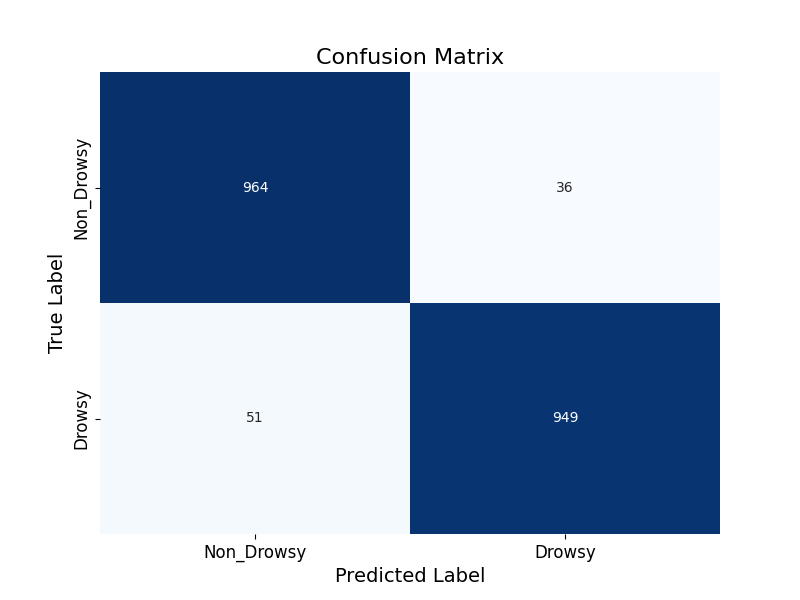 Confusion Matrix
True Label
Non_Drowsy
964
36
Drowsy
51
949
Non_Drowsy
Drowsy
Predicted Label